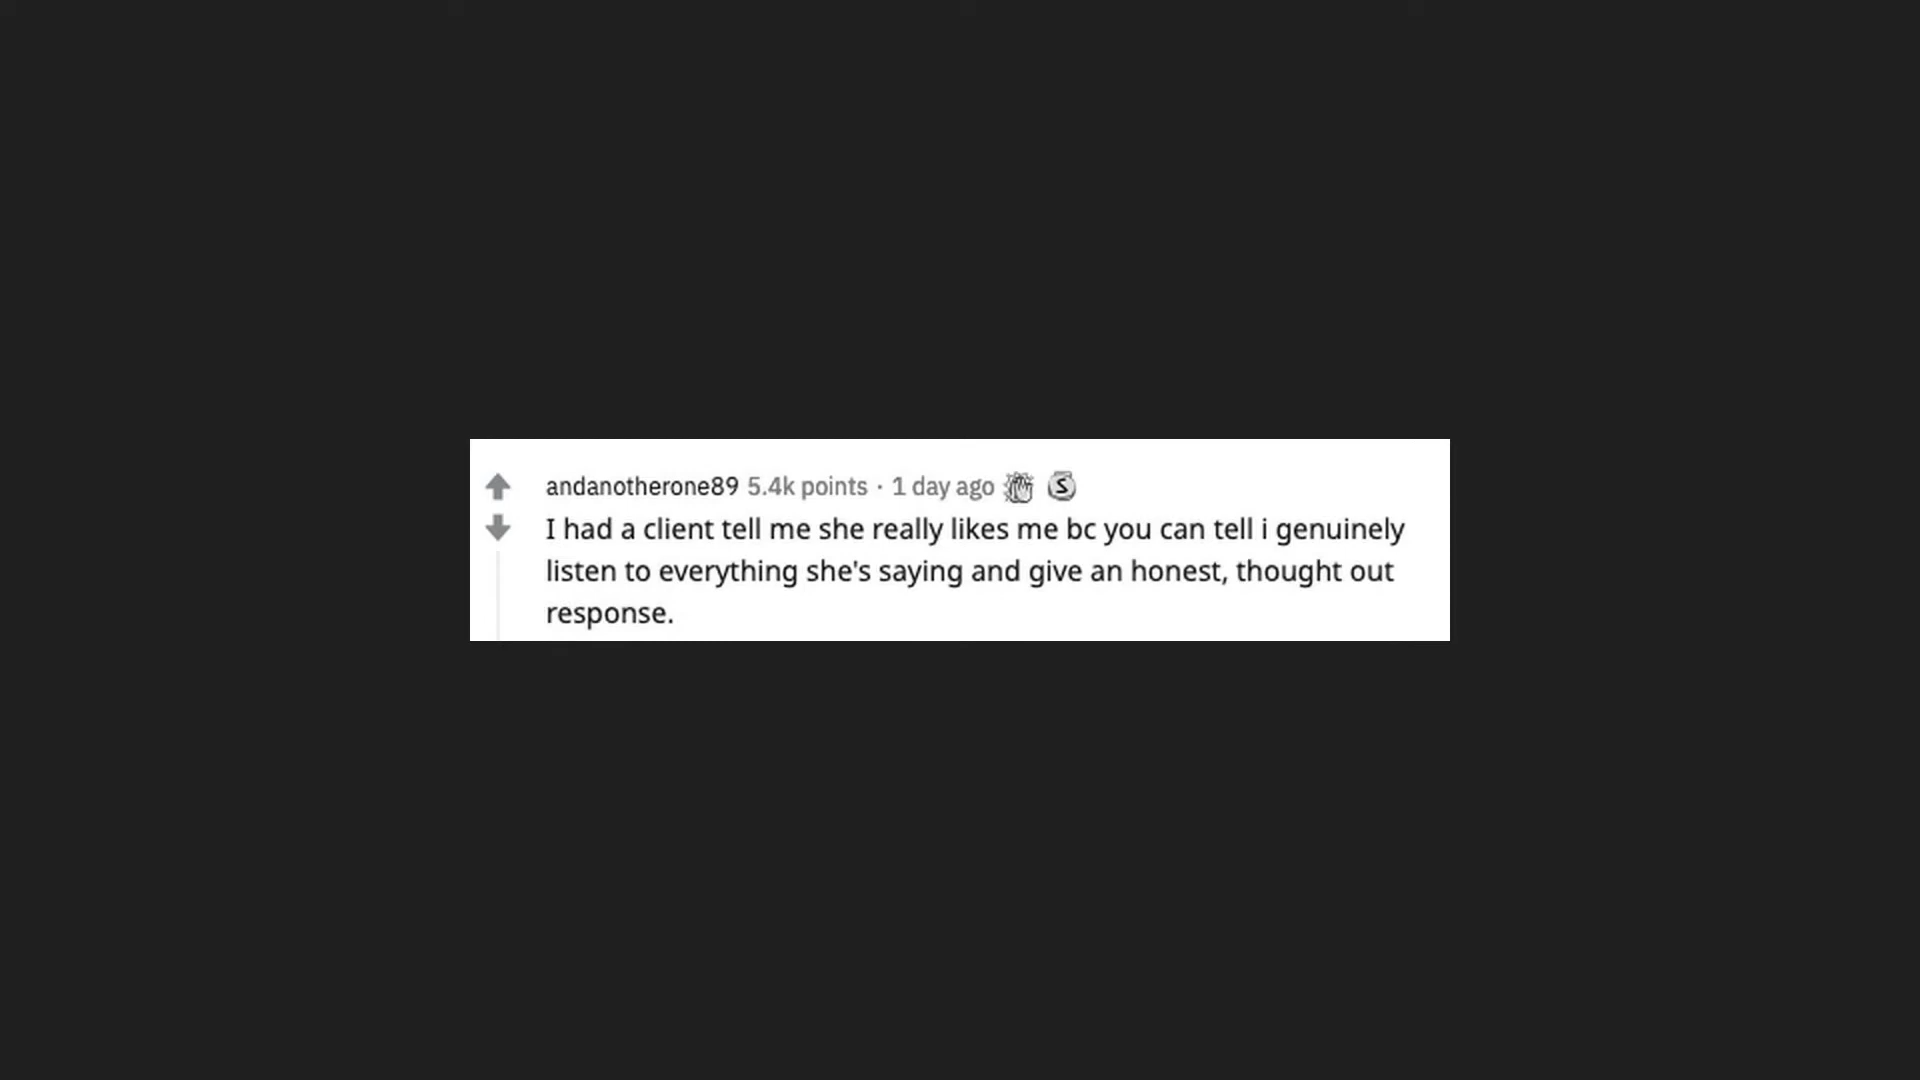 andanotherone89 5.4k points · 1 day ago
I had a client tell me she really likes me bc you can tell i genuinely
listen to everything she's saying and give an honest, thought out
response.